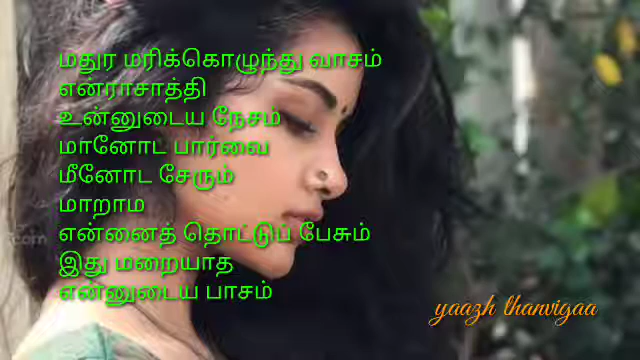 மதுர மரிக்கொழுந்து வாசம்
என்ராசாத்தி
உன்னுடைய நேசம்
மானோட பார்வை
மீனோட சேரும்
மாறாம
என்னைத் தொட்டுப் பேசும்
இது மறையாத
என்னுடைய பாசம்
yaazh thanvigaa